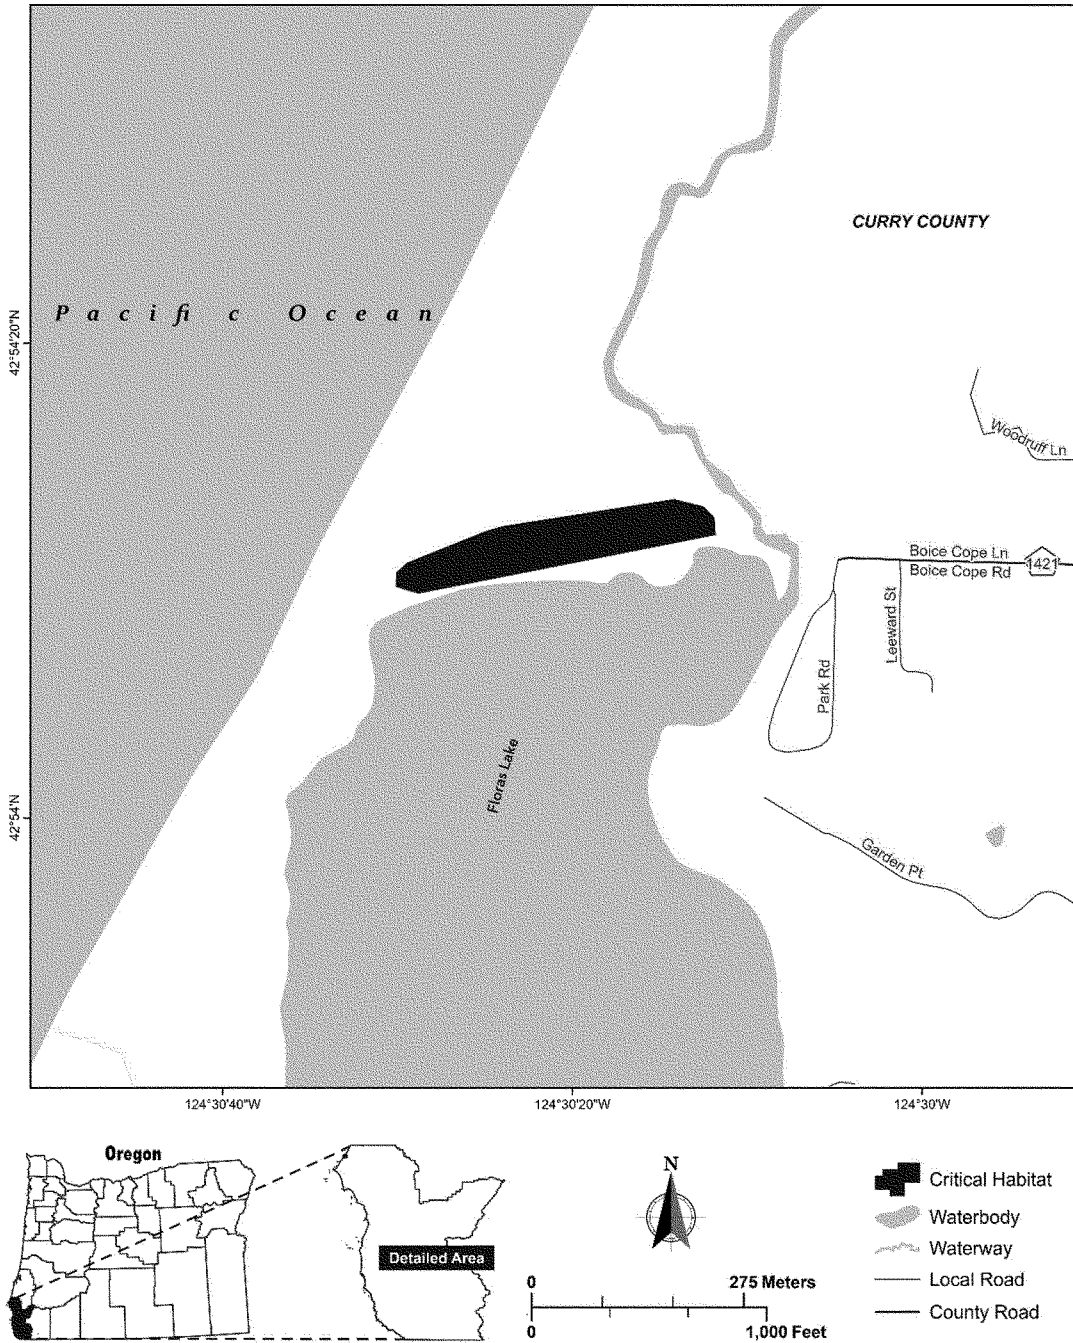 CURRY COUNTY
Pacific Ocean
42°54'20"N
Woodruff Ln
Boice Cope Ln
1421
Boice Cope Rd
Leeward St
Park Rd
Floras Lake
42°54'N
Garden Pt
124°30'40"W
124°30'20"W
124°30'W
Oregon
Detailed Area
N
0
275 Meters
0
1,000 Feet
Critical Habitat
Waterbody
Waterway
Local Road
County Road